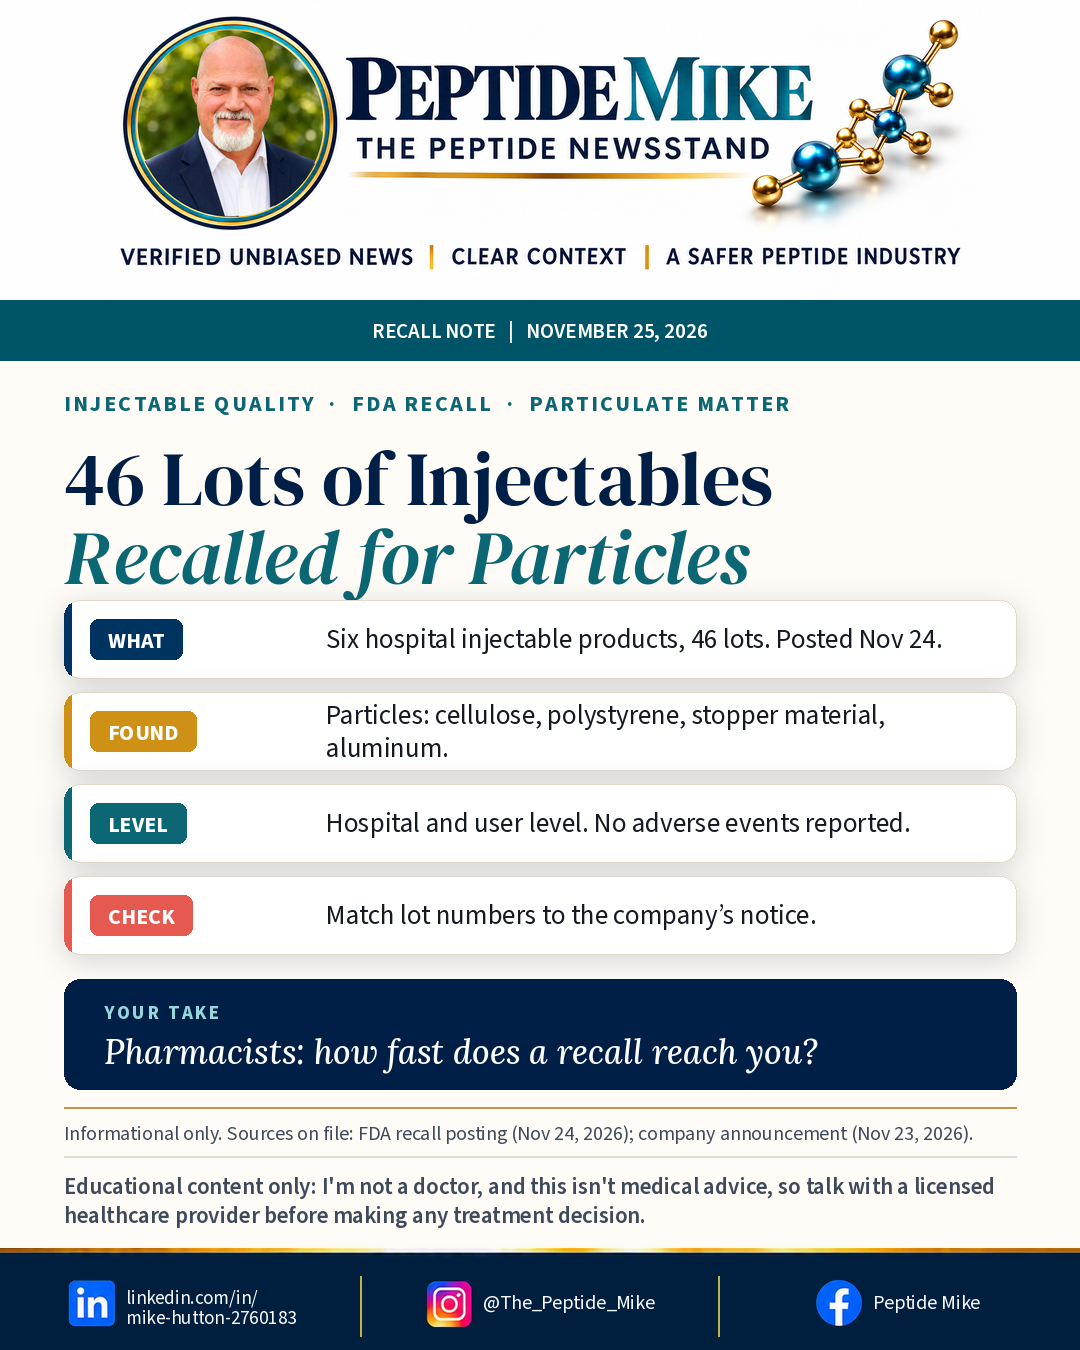 PEPTIDEMIKE
THE PEPTIDE NEWSSTAND
VERIFIED UNBIASED NEWS | CLEAR CONTEXT | A SAFER PEPTIDE INDUSTRY
RECALL NOTE | NOVEMBER 25, 2026
INJECTABLE QUALITY · FDA RECALL · PARTICULATE MATTER
46 Lots of Injectables
Recalled for Particles
WHAT
Six hospital injectable products, 46 lots. Posted Nov 24.
FOUND
Particles: cellulose, polystyrene, stopper material,
aluminum.
LEVEL
Hospital and user level. No adverse events reported.
CHECK
Match lot numbers to the company’s notice.
YOUR TAKE
Pharmacists: how fast does a recall reach you?
Informational only. Sources on file: FDA recall posting (Nov 24, 2026); company announcement (Nov 23, 2026).
Educational content only: I'm not a doctor, and this isn't medical advice, so talk with a licensed
healthcare provider before making any treatment decision.
in
linkedin.com/in/
mike-hutton-2760183
@The_Peptide_Mike
f
Peptide Mike